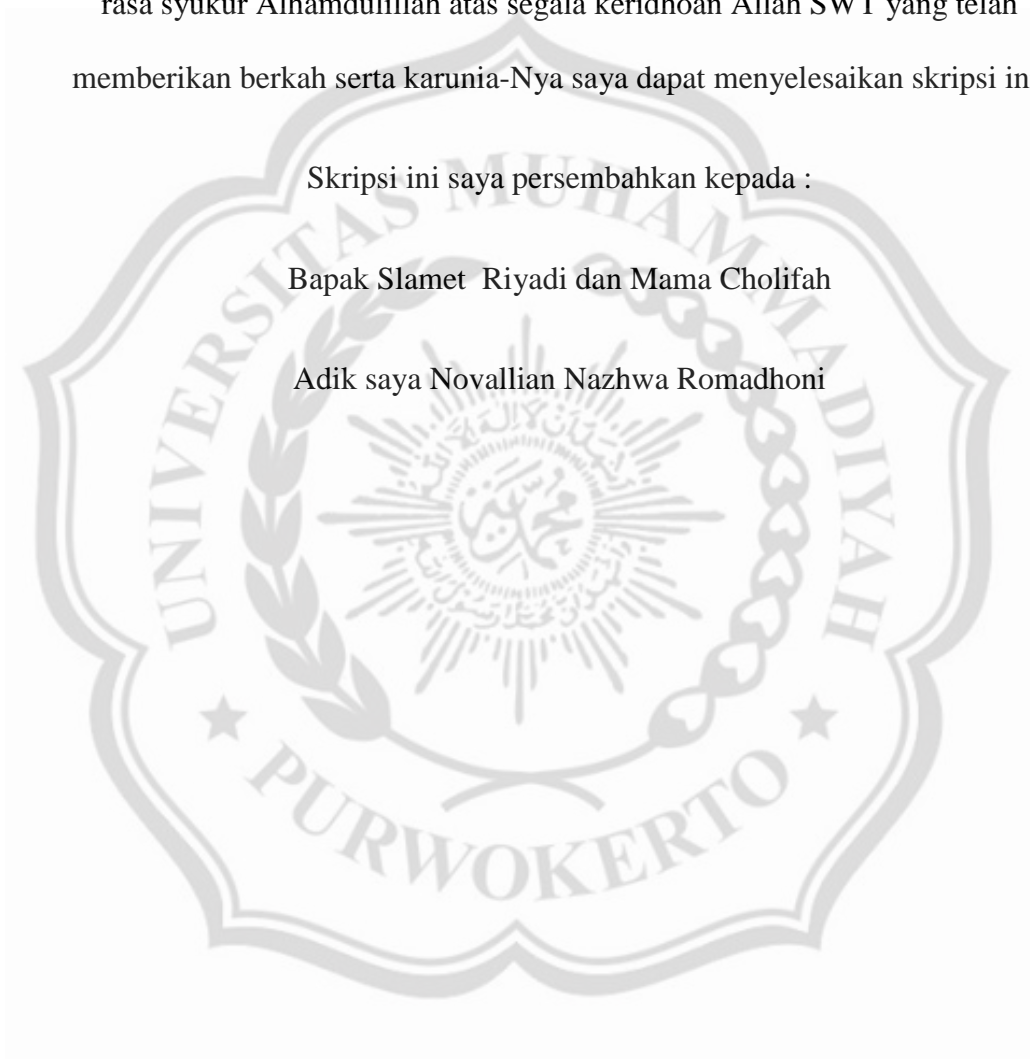 rasa syukur Alhamdulillah atas segala keridhoan Allah SWT yang telah
memberikan berkah serta karunia-Nya saya dapat menyelesaikan skripsi in
Skripsi ini saya persembahkan kepada :
Bapak Slamet  Riyadi dan Mama Cholifah
Adik saya Novallian Nazhwa Romadhoni
UNIVERSITAS MUHAMMADIYAH
PURWOKERTO